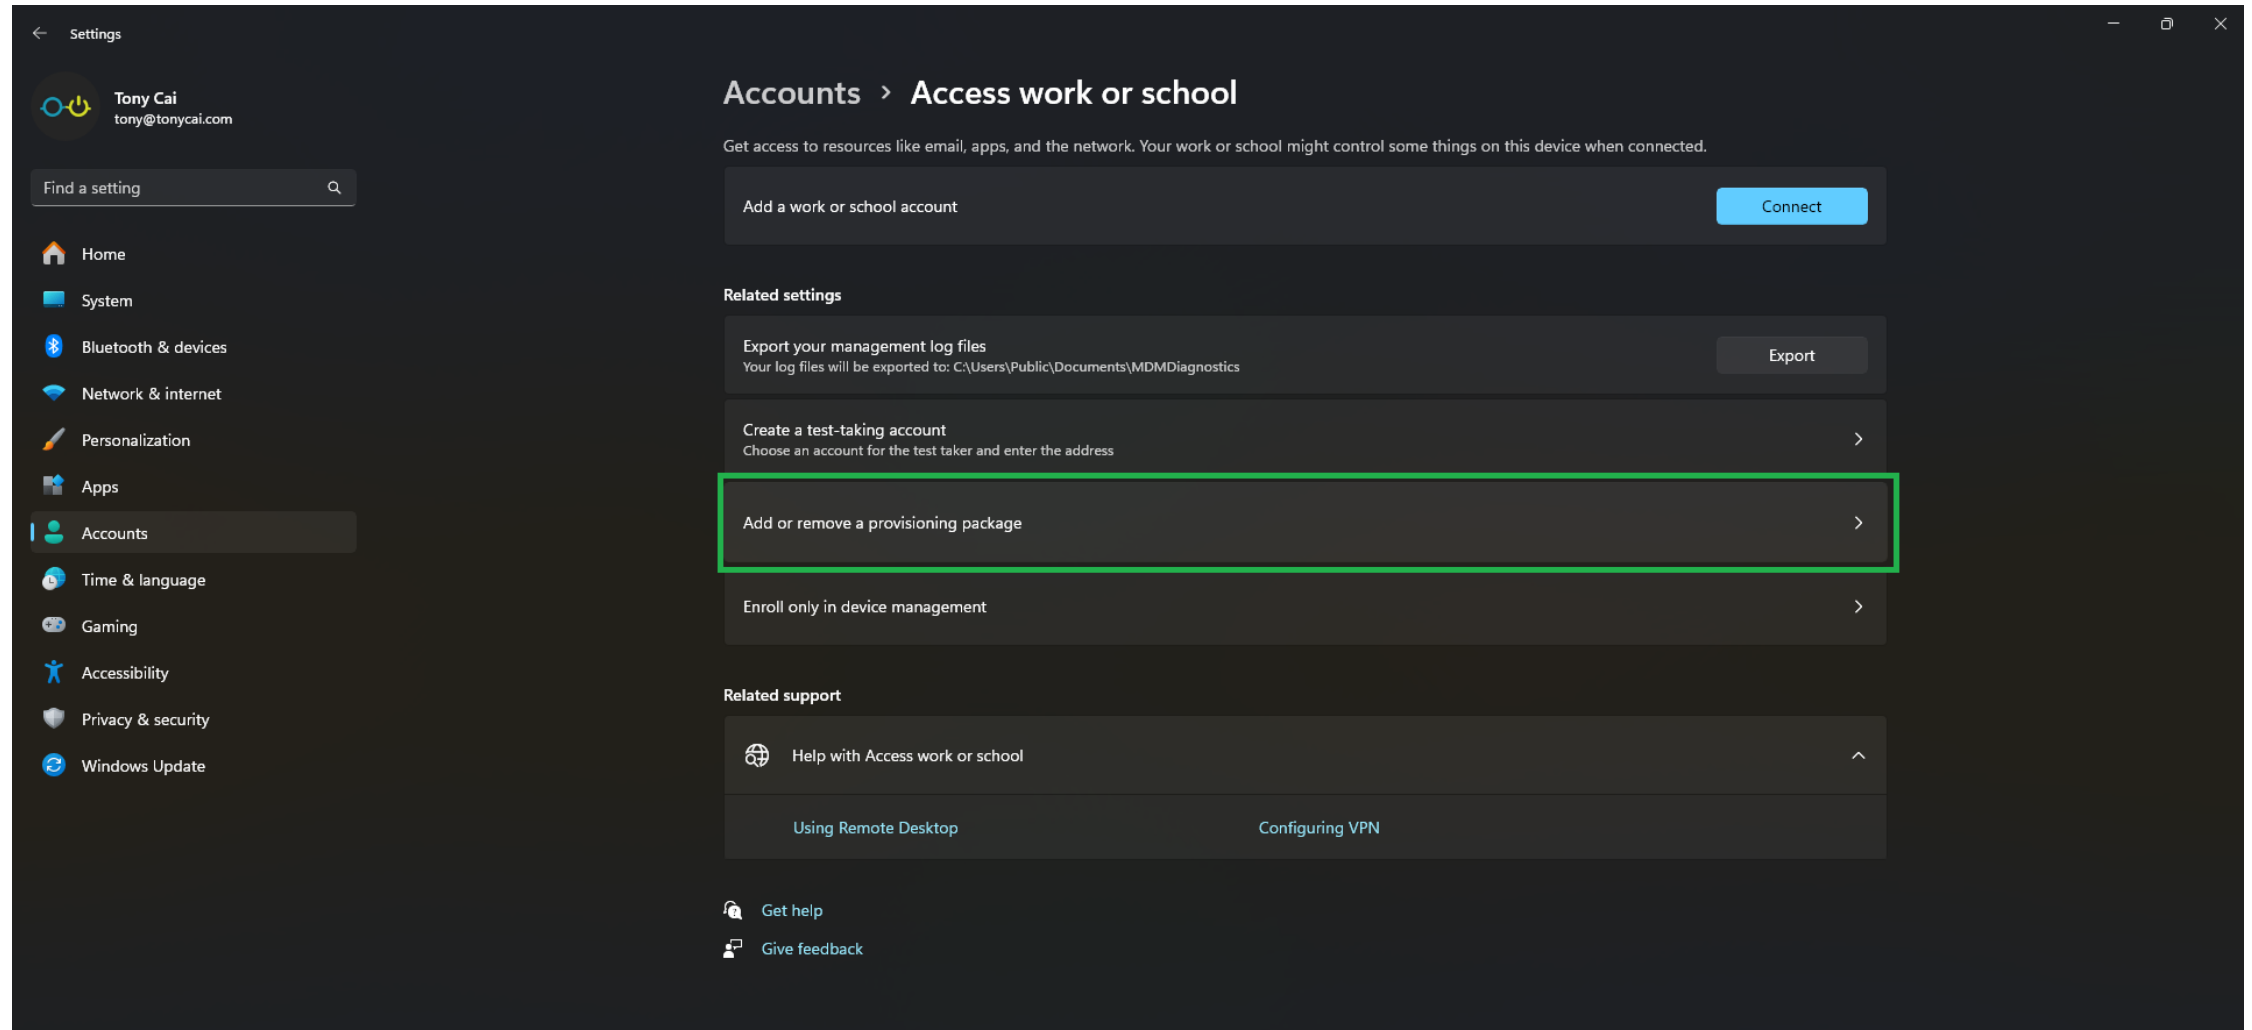 Settings
Tony Cai
tony@tonycai.com
Find a setting
Home
System
Bluetooth & devices
Network & internet
Personalization
Apps
Accounts
Time & language
Gaming
Accessibility
Privacy & security
Windows Update
Accounts > Access work or school
Get access to resources like email, apps, and the network. Your work or school might control some things on this device when connected.
Add a work or school account
Connect
Related settings
Export your management log files
Your log files will be exported to: C:\Users\Public\Documents\MDMDiagnostics
Export
Create a test-taking account
Choose an account for the test taker and enter the address
Add or remove a provisioning package
Enroll only in device management
Related support
Help with Access work or school
Using Remote Desktop
Configuring VPN
Get help
Give feedback